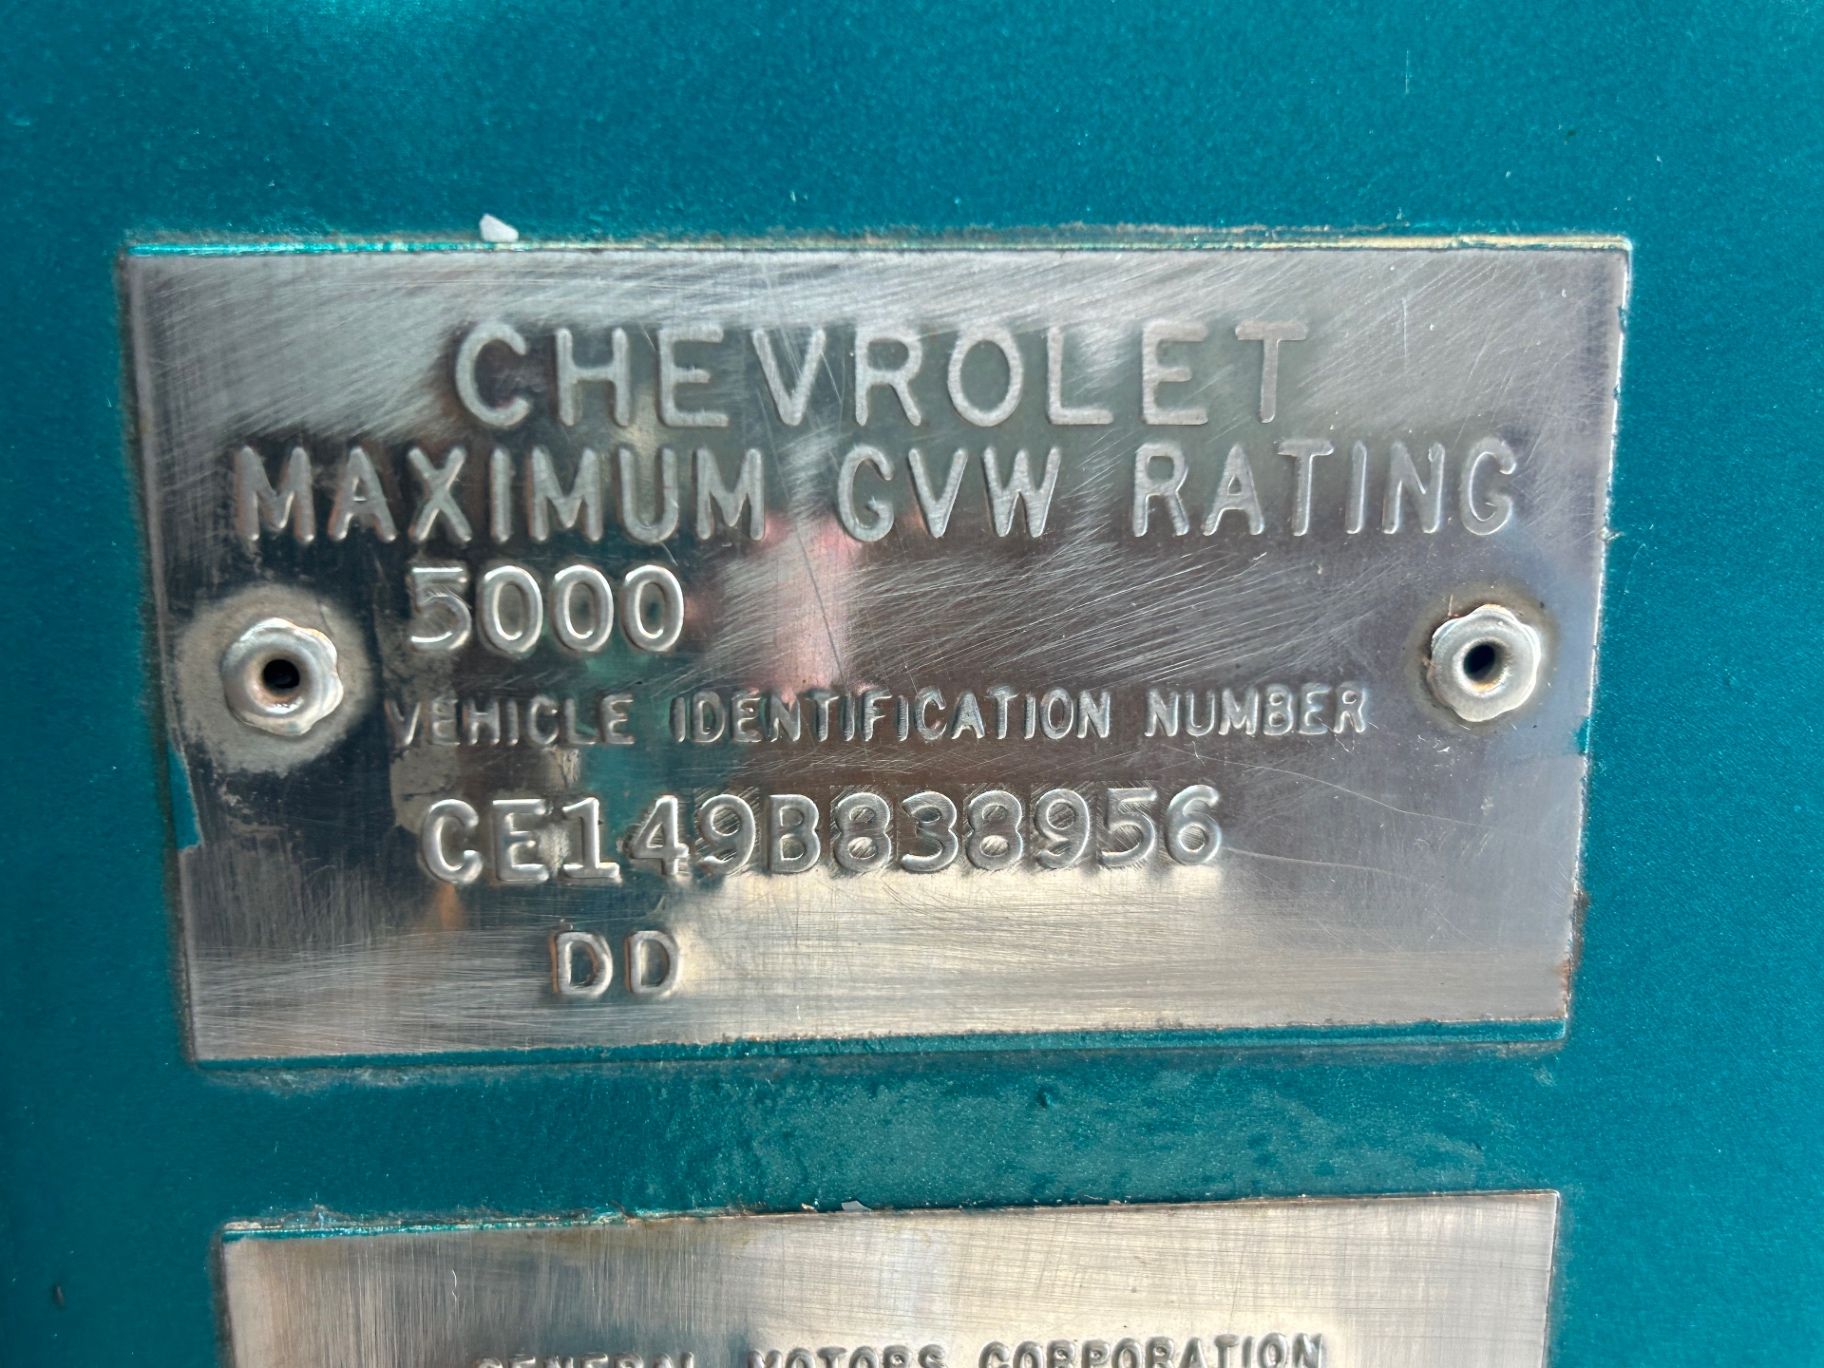 CHEVROLET
MAXIMUM GVW RATING
5000
VEHICLE IDENTIFICATION NUMBER
CE149B838956
DD
GENERAL MOTORS CORPORATION